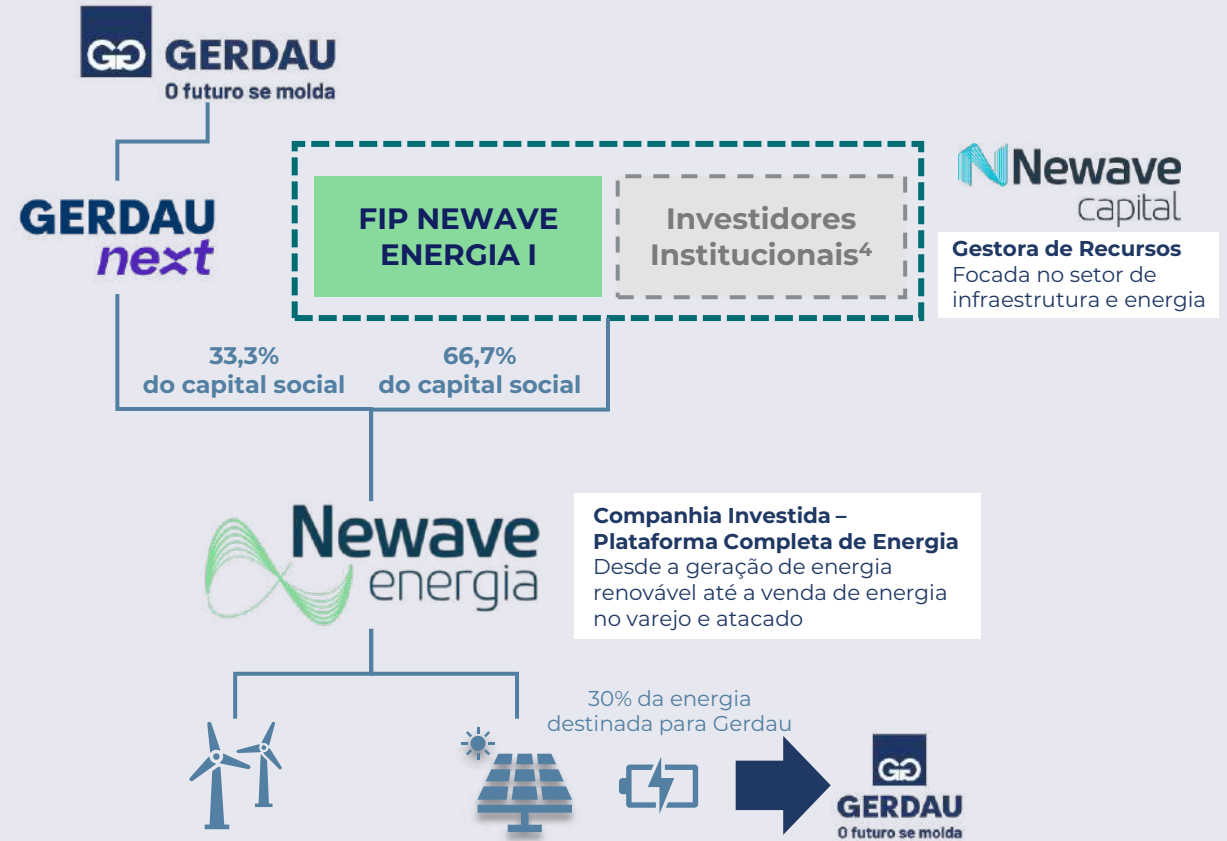 GERDAU
O futuro se molda
GERDAU
next
FIP NEWAVE
ENERGIA I
Investidores
Institucionais⁴
Newave
capital
Gestora de Recursos
Focada no setor de
infraestrutura e energia
33,3%
do capital social
66,7%
do capital social
Newave
energia
Companhia Investida –
Plataforma Completa de Energia
Desde a geração de energia
renovável até a venda de energia
no varejo e atacado
30% da energia
destinada para Gerdau
GERDAU
O futuro se molda